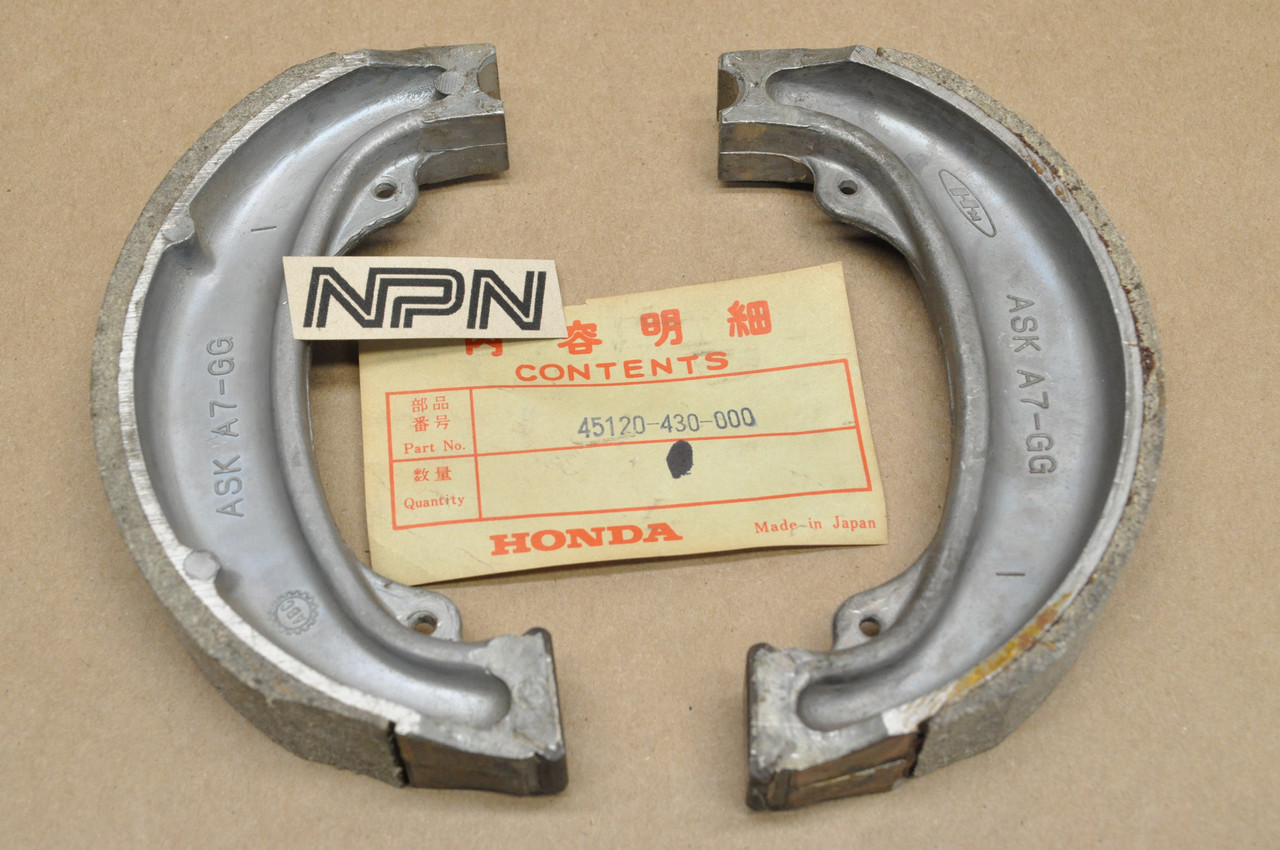 NPN
内容明細
CONTENTS
部品
番号
Part No.
45120-430-000
数量
Quantity
HONDA
Made-in Japan
ASK A7-GG
I
ABC
ASK A7-GG
I